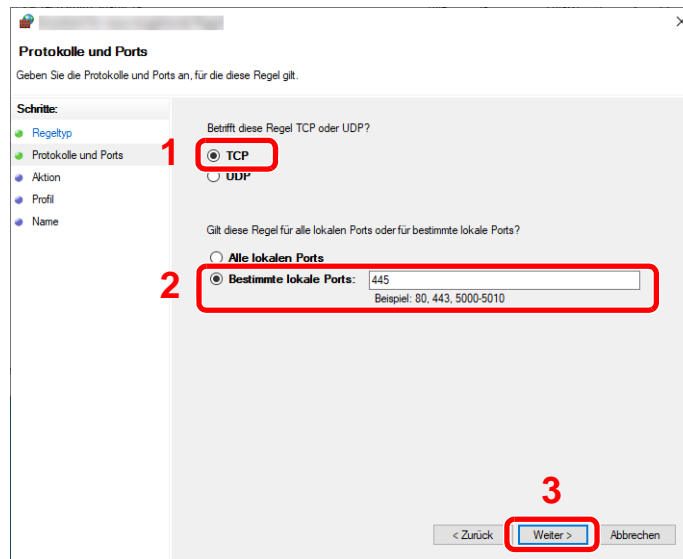 Protokolle und Ports
Geben Sie die Protokolle und Ports an, für die diese Regel gilt.
Schritte:
Regeltyp
Protokolle und Ports
Aktion
Profil
Name
Betrifft diese Regel TCP oder UDP?
1
TCP
UDP
Gilt diese Regel für alle lokalen Ports oder für bestimmte lokale Ports?
Alle lokalen Ports
2
Bestimmte lokale Ports: 445
Beispiel: 80, 443, 5000-5010
3
< Zurück Weiter > Abbrechen